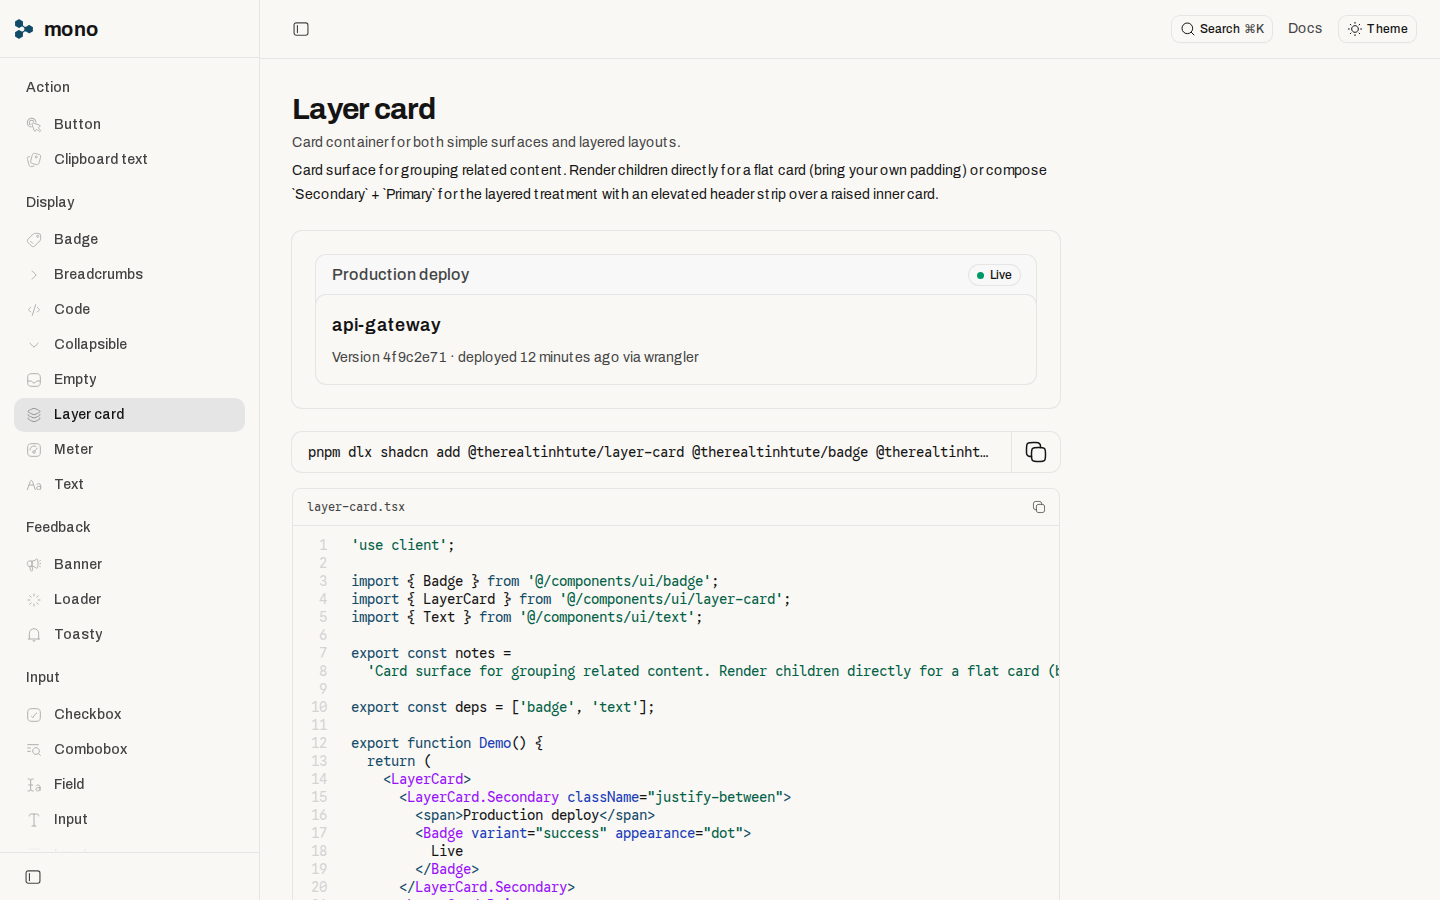 mono
Search ⌘K
Docs
Theme
Action
Button
Clipboard text
Display
Badge
Breadcrumbs
Code
Collapsible
Empty
Layer card
Meter
Text
Feedback
Banner
Loader
Toasty
Input
Checkbox
Combobox
Field
Input
Layer card
Card container for both simple surfaces and layered layouts.
Card surface for grouping related content. Render children directly for a flat card (bring your own padding) or compose
`Secondary` + `Primary` for the layered treatment with an elevated header strip over a raised inner card.
Production deploy
Live
api-gateway
Version 4f9c2e71 · deployed 12 minutes ago via wrangler
pnpm dlx shadcn add @therealtinhtute/layer-card @therealtinhtute/badge @therealtinht…
layer-card.tsx
1 'use client';
2
3 import { Badge } from '@/components/ui/badge';
4 import { LayerCard } from '@/components/ui/layer-card';
5 import { Text } from '@/components/ui/text';
6
7 export const notes =
8 'Card surface for grouping related content. Render children directly for a flat card (b
9
10 export const deps = ['badge', 'text'];
11
12 export function Demo() {
13 return (
14 <LayerCard>
15 <LayerCard.Secondary className="justify-between">
16 <span>Production deploy</span>
17 <Badge variant="success" appearance="dot">
18 Live
19 </Badge>
20 </LayerCard.Secondary>